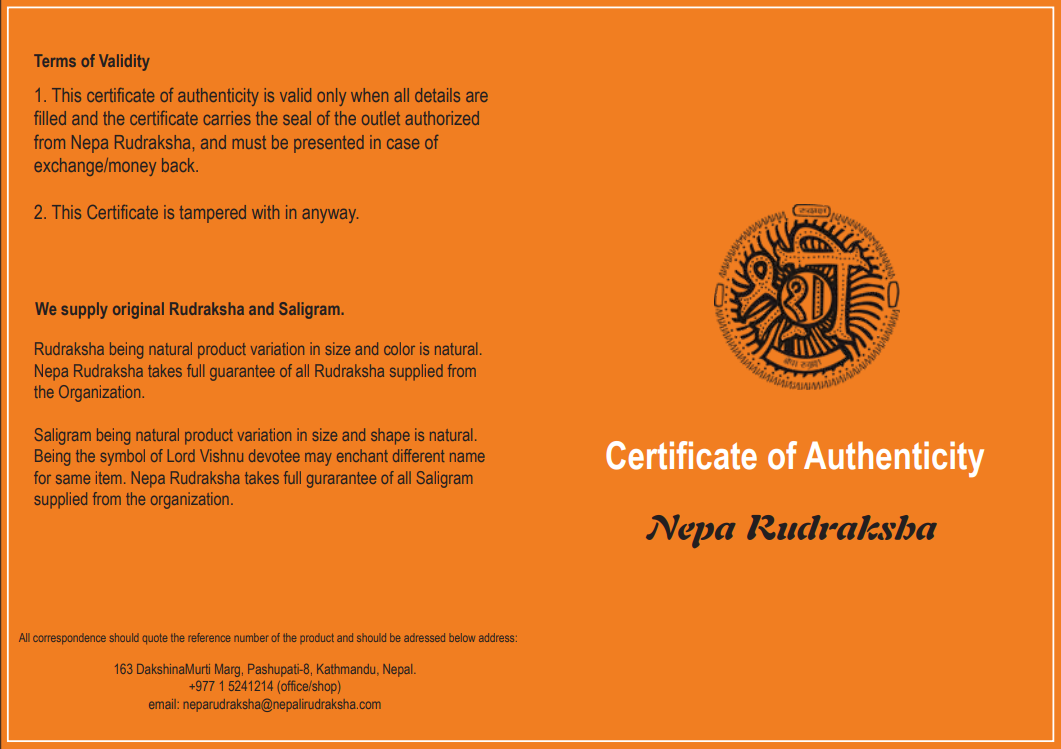 Terms of Validity
1. This certificate of authenticity is valid only when all details are
filled and the certificate carries the seal of the outlet authorized
from Nepa Rudraksha, and must be presented in case of
exchange/money back.
2. This Certificate is tampered with in anyway.
We supply original Rudraksha and Saligram.
Rudraksha being natural product variation in size and color is natural.
Nepa Rudraksha takes full guarantee of all Rudraksha supplied from
the Organization.
Saligram being natural product variation in size and shape is natural.
Being the symbol of Lord Vishnu devotee may enchant different name
for same item. Nepa Rudraksha takes full gurarantee of all Saligram
supplied from the organization.
All correspondence should quote the reference number of the product and should be adressed below address:
163 DakshinaMurti Marg, Pashupati-8, Kathmandu, Nepal.
+977 1 5241214 (office/shop)
email: neparudraksha@nepalirudraksha.com
Certificate of Authenticity
Nepa Rudraksha